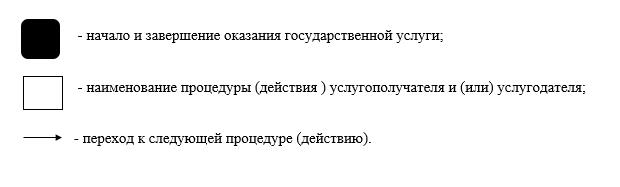 - начало и завершение оказания государственной услуги;
- наименование процедуры (действия ) услугополучателя и (или) услугодателя;
- переход к следующей процедуре (действию).